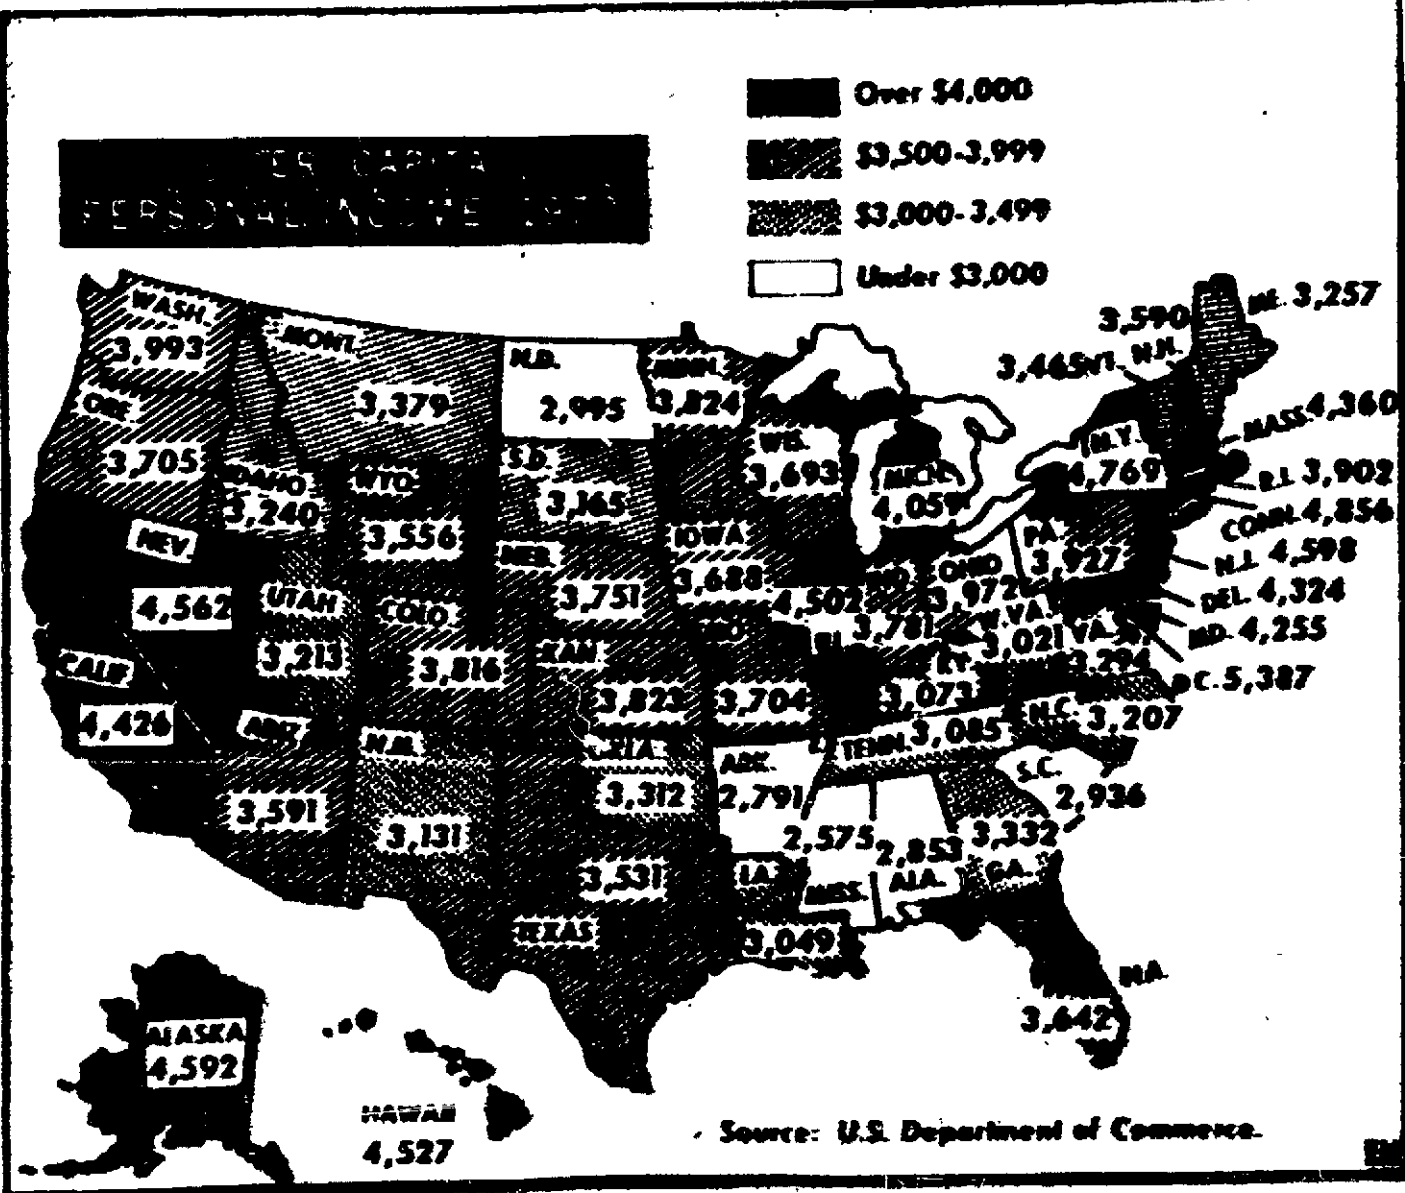 PER CAPITA
PERSONAL INCOME
Over $4,000
$3,500-3,999
$3,000-3,499
Under $3,000
WASH.
3,993
ORE.
3,705
MONT.
3,379
IDAHO
3,240
WYO.
3,556
N.D.
2,995
S.D.
3,165
MINN.
3,824
WIS.
3,693
MICH.
4,059
NEV.
4,562
CALIF.
4,426
UTAH
3,213
COLO.
3,816
NEB.
3,751
IOWA
3,688
KAN.
3,823
MO.
3,704
ILL.
4,502
IND.
3,781
OHIO
3,972
PA.
3,927
N.Y.
4,769
3,590
N.H.
3,465 VT.
ME. 3,257
MASS. 4,360
R.I. 3,902
CONN. 4,856
N.J. 4,598
DEL. 4,324
MD. 4,255
D.C. 5,387
W.VA.
3,021
VA.
KY.
3,073
N.C. 3,207
TENN. 3,085
S.C.
2,936
ARIZ.
3,591
N.M.
3,131
OKLA.
3,312
ARK.
2,791
TEXAS
3,531
LA.
3,049
2,575
MISS.
2,853
ALA.
3,332
GA.
FLA.
3,642
ALASKA
4,592
HAWAII
4,527
Source: U.S. Department of Commerce.